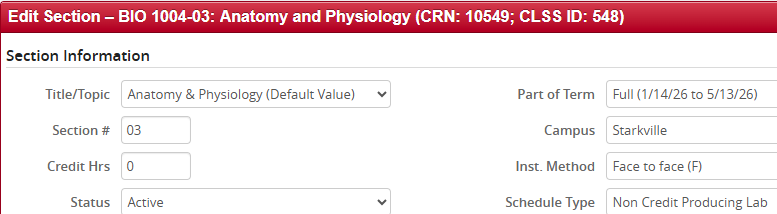 Edit Section – BIO 1004-03: Anatomy and Physiology (CRN: 10549; CLSS ID: 548)
Section Information
Title/Topic Anatomy & Physiology (Default Value) Part of Term Full (1/14/26 to 5/13/26)
Section # 03 Campus Starkville
Credit Hrs 0 Inst. Method Face to face (F)
Status Active Schedule Type Non Credit Producing Lab